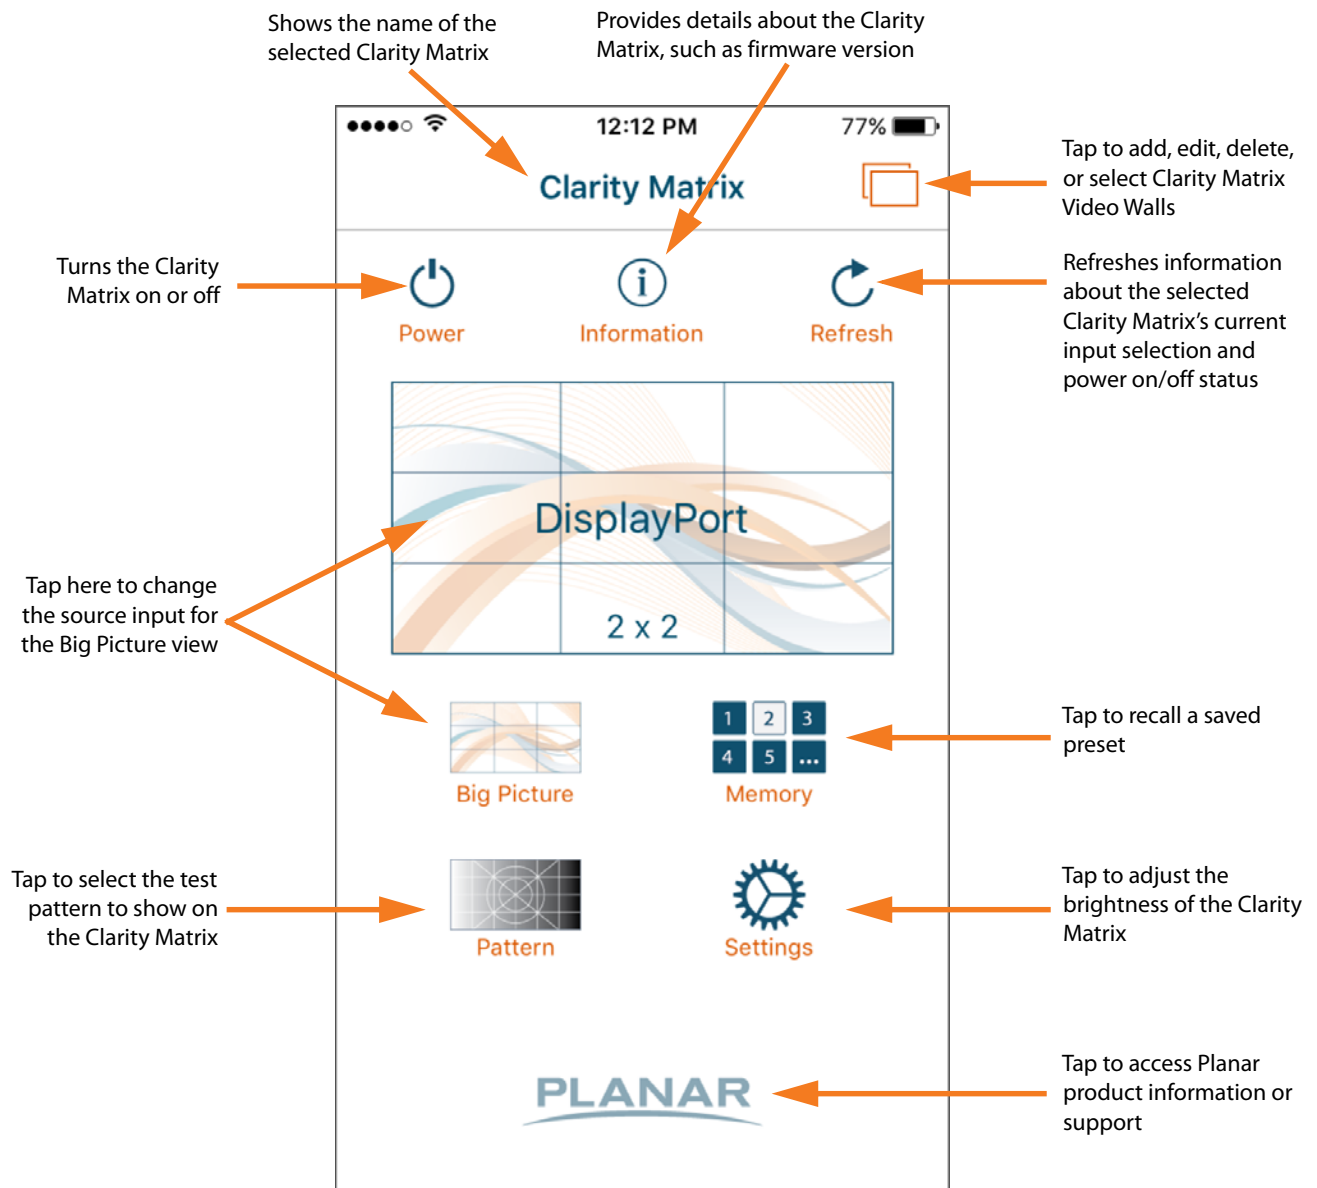 Shows the name of the
selected Clarity Matrix
Provides details about the Clarity
Matrix, such as firmware version
12:12 PM
77%
Clarity Matrix
Tap to add, edit, delete,
or select Clarity Matrix
Video Walls
Turns the Clarity
Matrix on or off
Power
Information
Refresh
Refreshes information
about the selected
Clarity Matrix’s current
input selection and
power on/off status
DisplayPort
2 x 2
Tap here to change
the source input for
the Big Picture view
Big Picture
1 2 3
4 5 ...
Memory
Tap to recall a saved
preset
Tap to select the test
pattern to show on
the Clarity Matrix
Pattern
Settings
Tap to adjust the
brightness of the Clarity
Matrix
PLANAR
Tap to access Planar
product information or
support